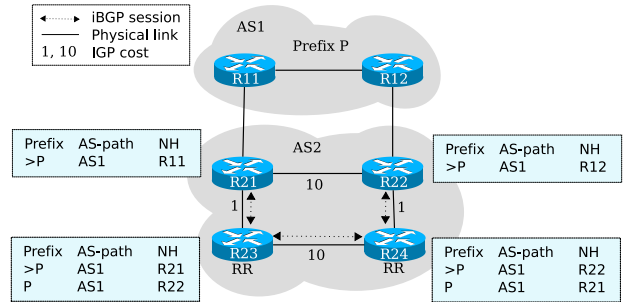 iBGP session
Physical link
1, 10 IGP cost
AS1
Prefix P
R11
R12
AS2
Prefix AS-path NH
>P AS1 R11
Prefix AS-path NH
>P AS1 R12
R21
R22
10
1
1
R23
RR
10
R24
RR
Prefix AS-path NH
>P AS1 R21
P AS1 R22
Prefix AS-path NH
>P AS1 R22
P AS1 R21